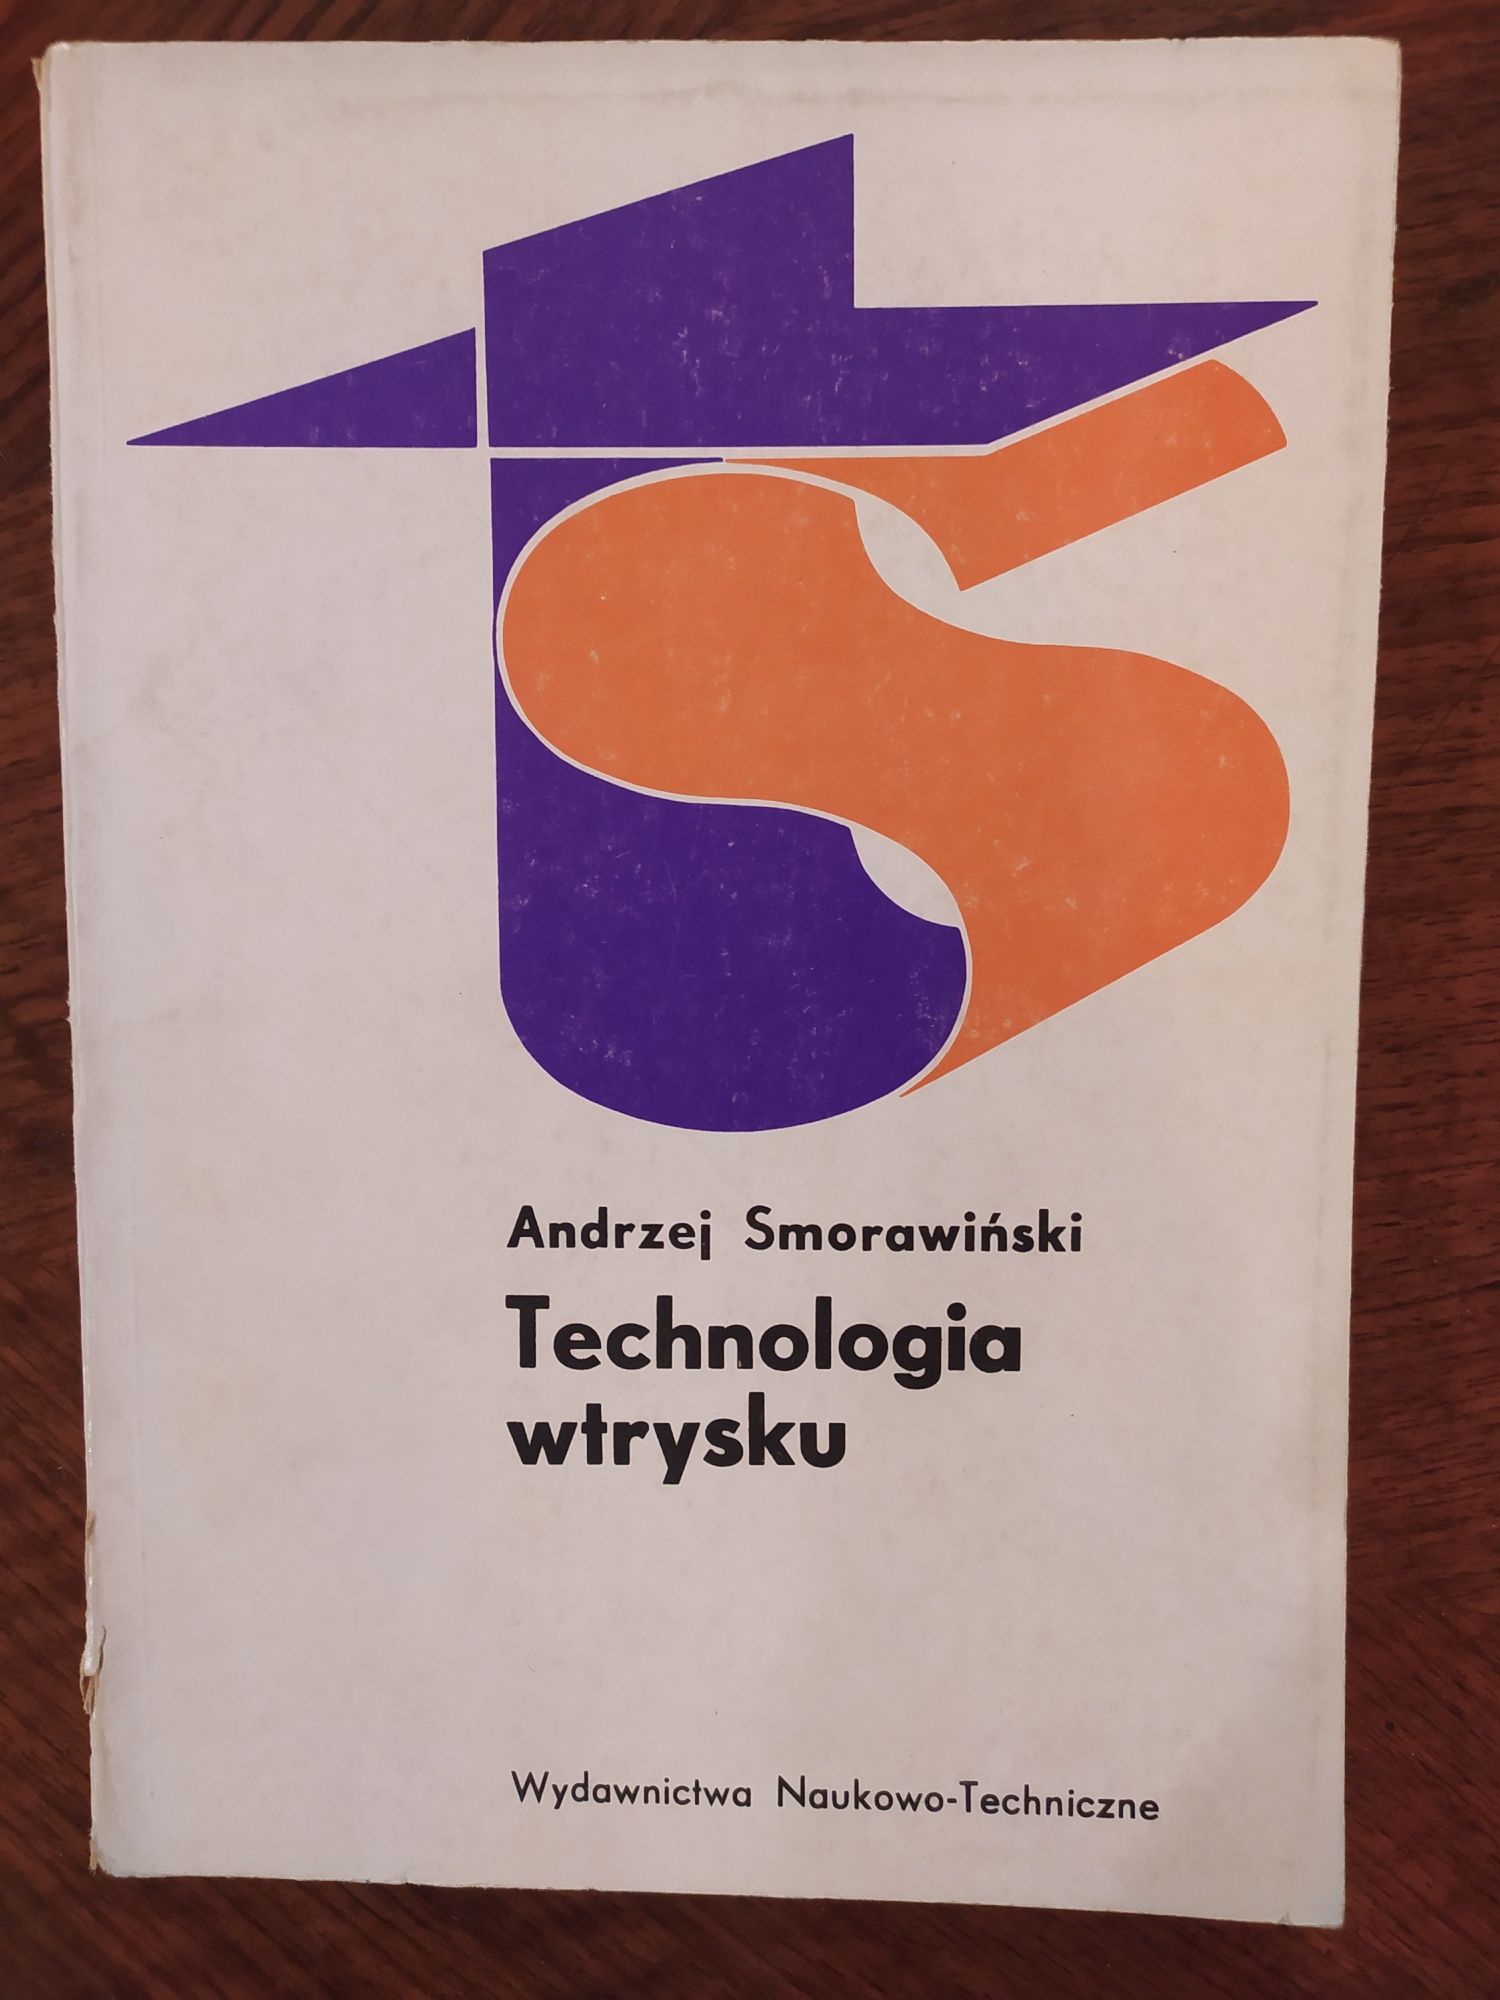 Andrzej Smorawiński
Technologia
wtrysku
Wydawnictwa Naukowo-Techniczne